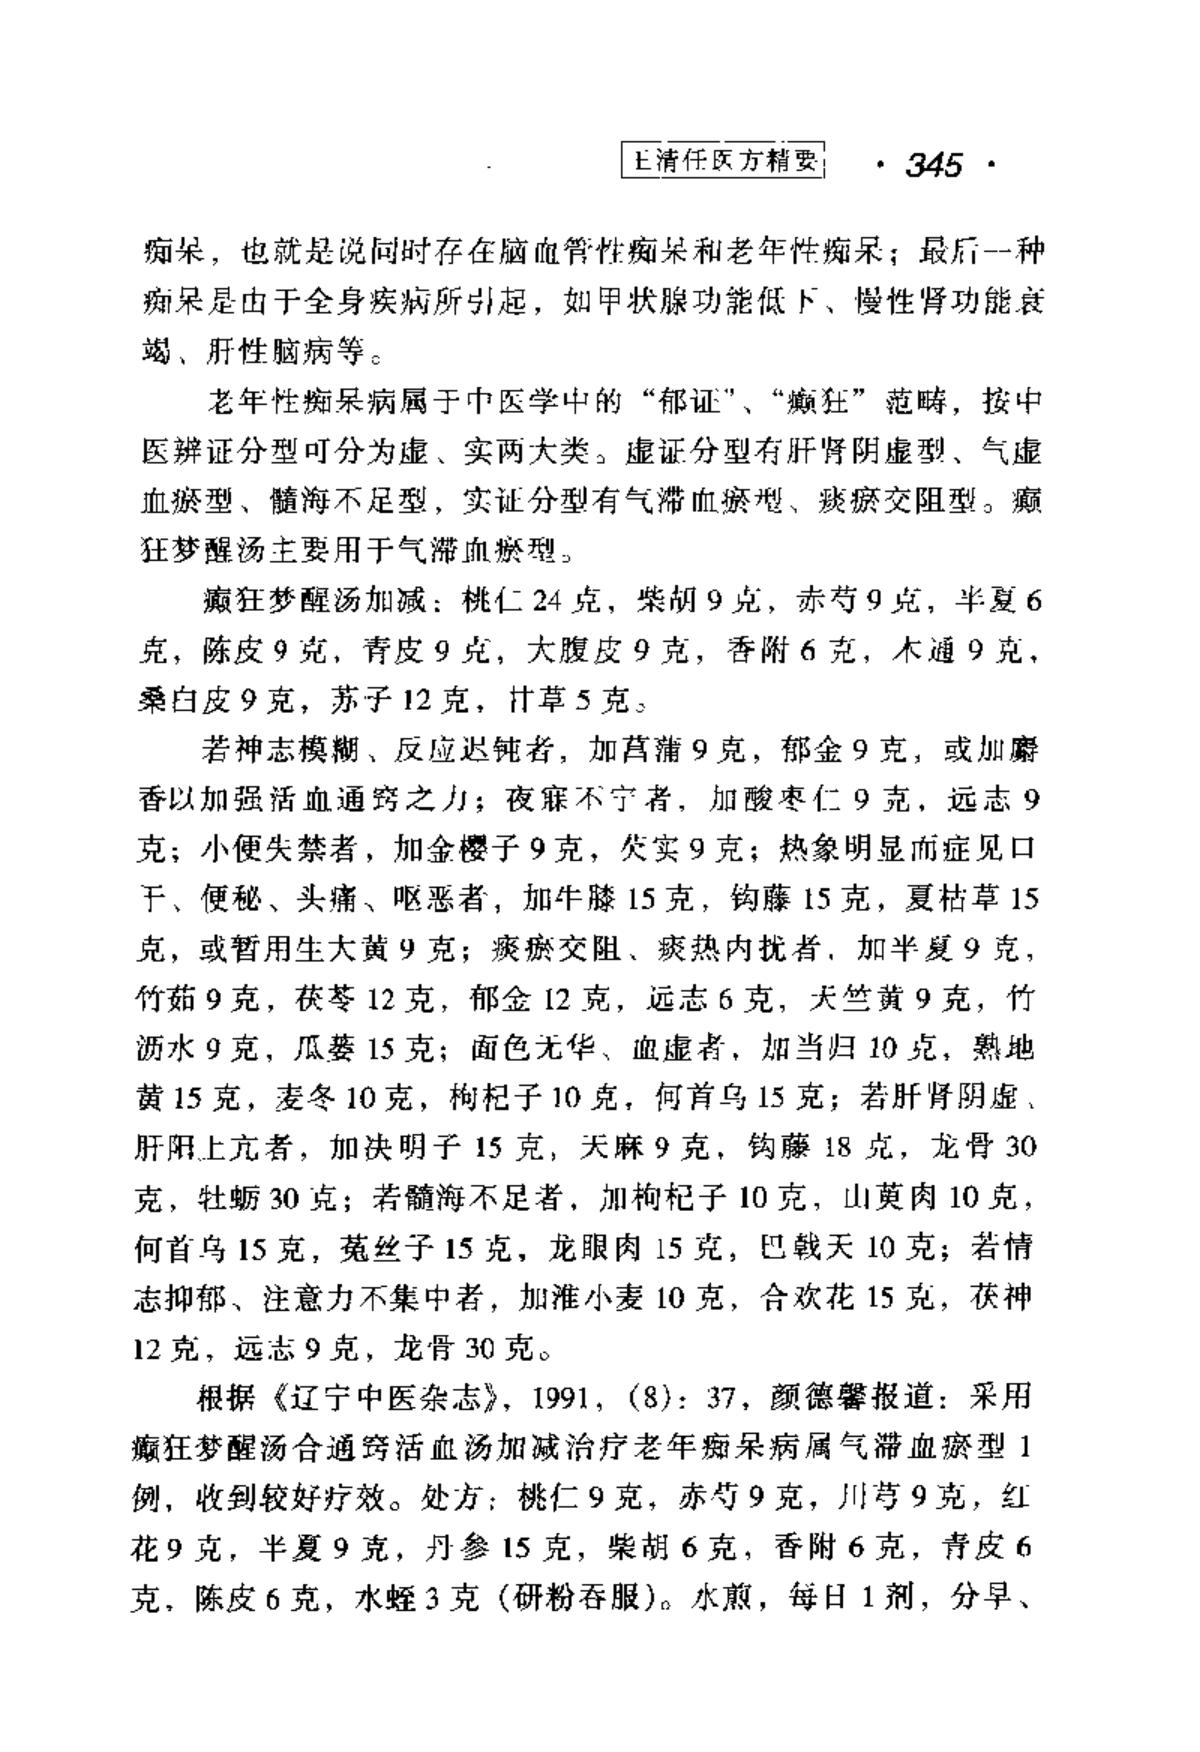 王清任医方精要 · 345 ·
痴呆，也就是说同时存在脑血管性痴呆和老年性痴呆；最后一种
痴呆是由于全身疾病所引起，如甲状腺功能低下、慢性肾功能衰
竭、肝性脑病等。
老年性痴呆病属于中医学中的“郁证”、“癫狂”范畴，按中
医辨证分型可分为虚、实两大类。虚证分型有肝肾阴虚型、气虚
血瘀型、髓海不足型，实证分型有气滞血瘀型、痰瘀交阻型。癫
狂梦醒汤主要用于气滞血瘀型。
癫狂梦醒汤加减：桃仁 24 克，柴胡 9 克，赤芍 9 克，半夏 6
克，陈皮 9 克，青皮 9 克，大腹皮 9 克，香附 6 克，木通 9 克，
桑白皮 9 克，苏子 12 克，甘草 5 克。
若神志模糊、反应迟钝者，加菖蒲 9 克，郁金 9 克，或加麝
香以加强活血通窍之力；夜寐不宁者，加酸枣仁 9 克，远志 9
克；小便失禁者，加金樱子 9 克，芡实 9 克；热象明显而症见口
干、便秘、头痛、呕恶者，加牛膝 15 克，钩藤 15 克，夏枯草 15
克，或暂用生大黄 9 克；痰瘀交阻、痰热内扰者，加半夏 9 克，
竹茹 9 克，茯苓 12 克，郁金 12 克，远志 6 克，天竺黄 9 克，竹
沥水 9 克，瓜蒌 15 克；面色无华、血虚者，加当归 10 克，熟地
黄 15 克，麦冬 10 克，枸杞子 10 克，何首乌 15 克；若肝肾阴虚、
肝阳上亢者，加决明子 15 克，天麻 9 克，钩藤 18 克，龙骨 30
克，牡蛎 30 克；若髓海不足者，加枸杞子 10 克，山萸肉 10 克，
何首乌 15 克，菟丝子 15 克，龙眼肉 15 克，巴戟天 10 克；若情
志抑郁、注意力不集中者，加淮小麦 10 克，合欢花 15 克，茯神
12 克，远志 9 克，龙骨 30 克。
根据《辽宁中医杂志》，1991，（8）：37，颜德馨报道：采用
癫狂梦醒汤合通窍活血汤加减治疗老年痴呆病属气滞血瘀型 1
例，收到较好疗效。处方：桃仁 9 克，赤芍 9 克，川芎 9 克，红
花 9 克，半夏 9 克，丹参 15 克，柴胡 6 克，香附 6 克，青皮 6
克，陈皮 6 克，水蛭 3 克（研粉吞服）。水煎，每日 1 剂，分早、